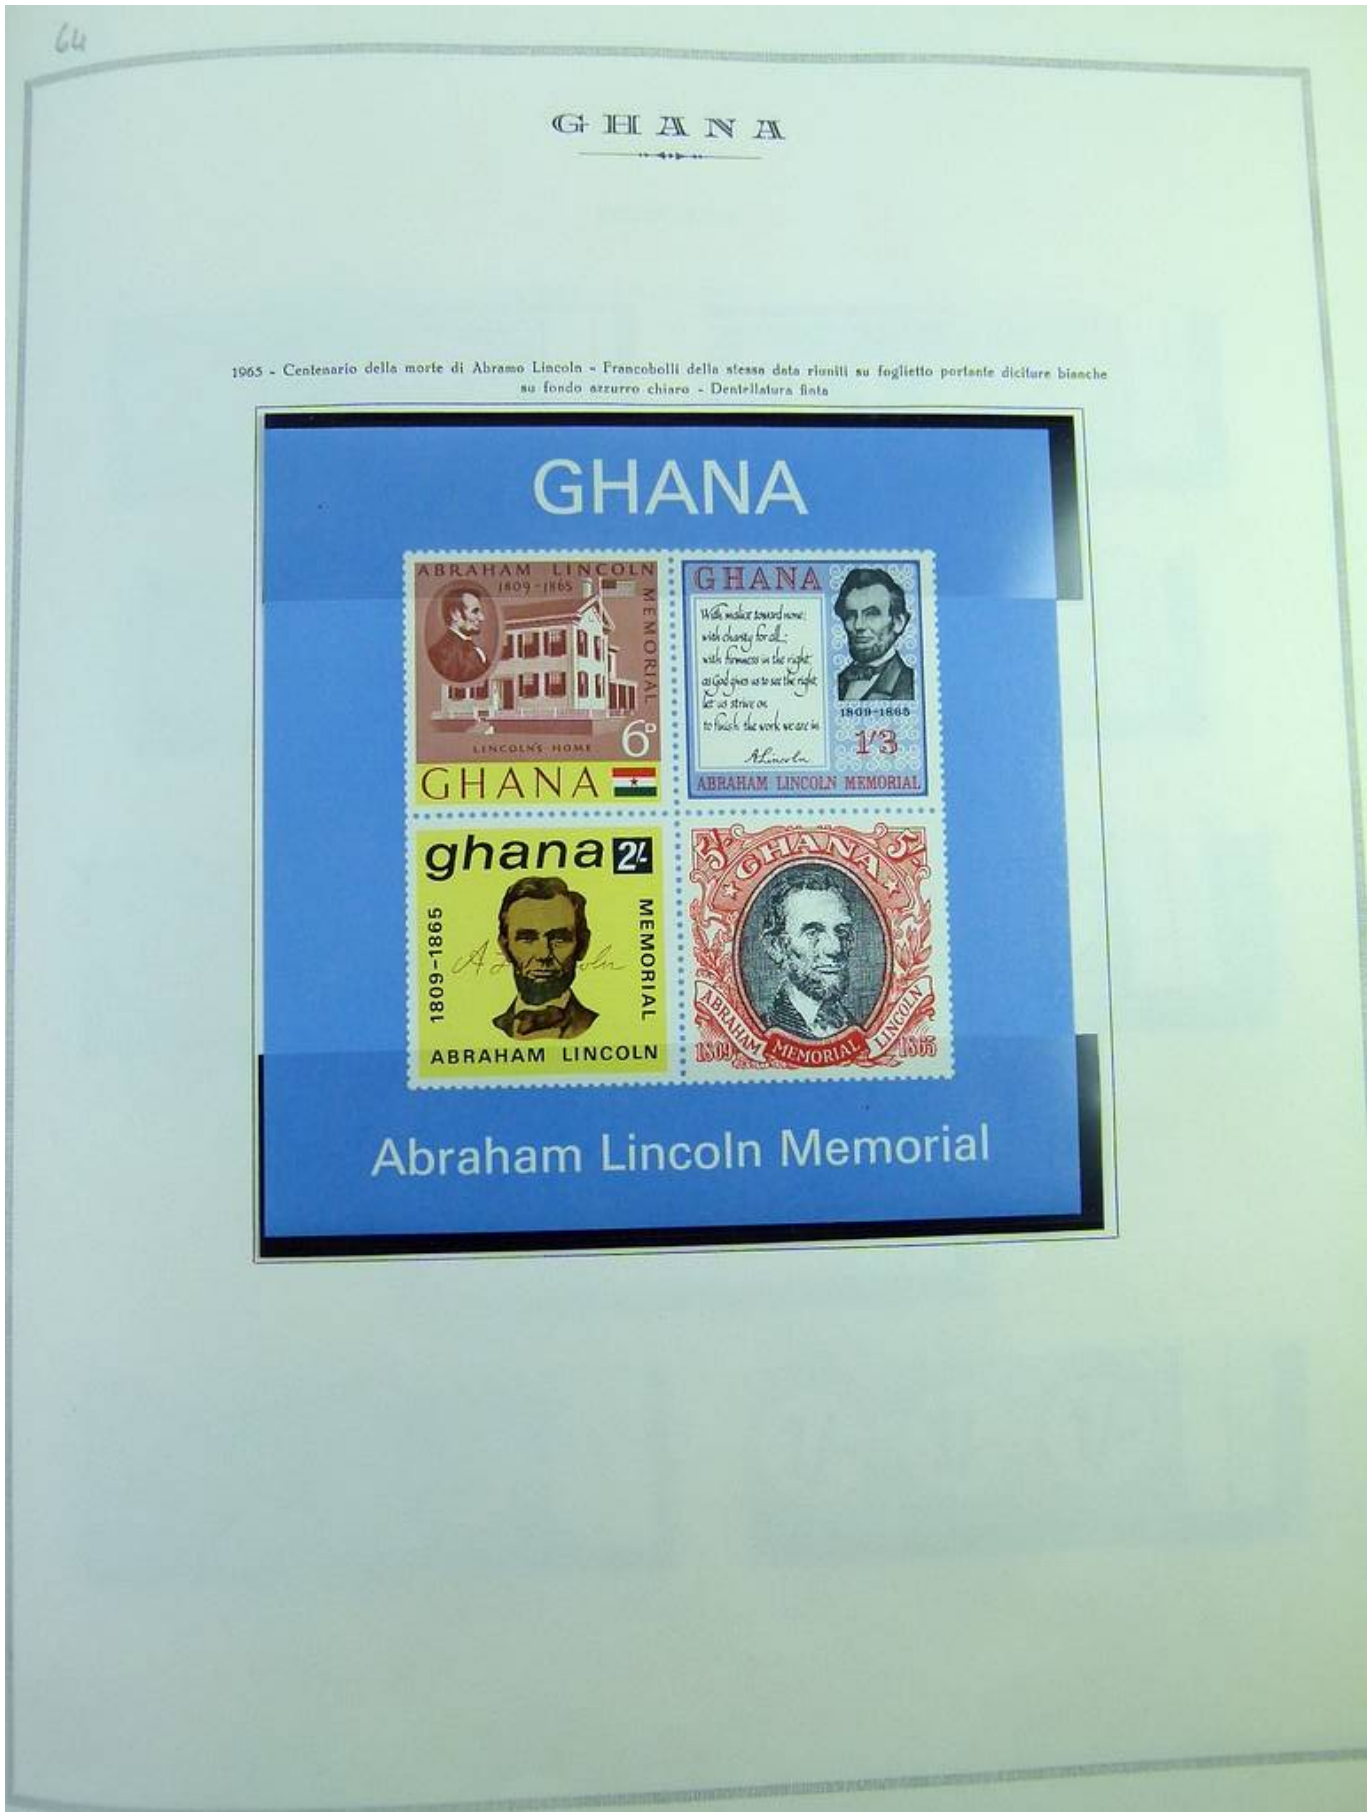 64
GHANA
1965 - Centenario della morte di Abramo Lincoln - Francobolli della stessa data riuniti su foglietto portante diciture bianche
su fondo azzurro chiaro - Dentellatura finta
GHANA
ABRAHAM LINCOLN
1809-1865
MEMORIAL
LINCOLN'S HOME
6D
GHANA
GHANA
With malice toward none;
with charity for all;
with firmness in the right,
as God gives us to see the right,
let us strive on
to finish the work we are in
A.Lincoln
1809-1865
1/3
ABRAHAM LINCOLN MEMORIAL
ghana 2/-
1809-1865
A Lincoln
MEMORIAL
ABRAHAM LINCOLN
5/- GHANA 5/-
ABRAHAM MEMORIAL LINCOLN
1809 1865
Abraham Lincoln Memorial